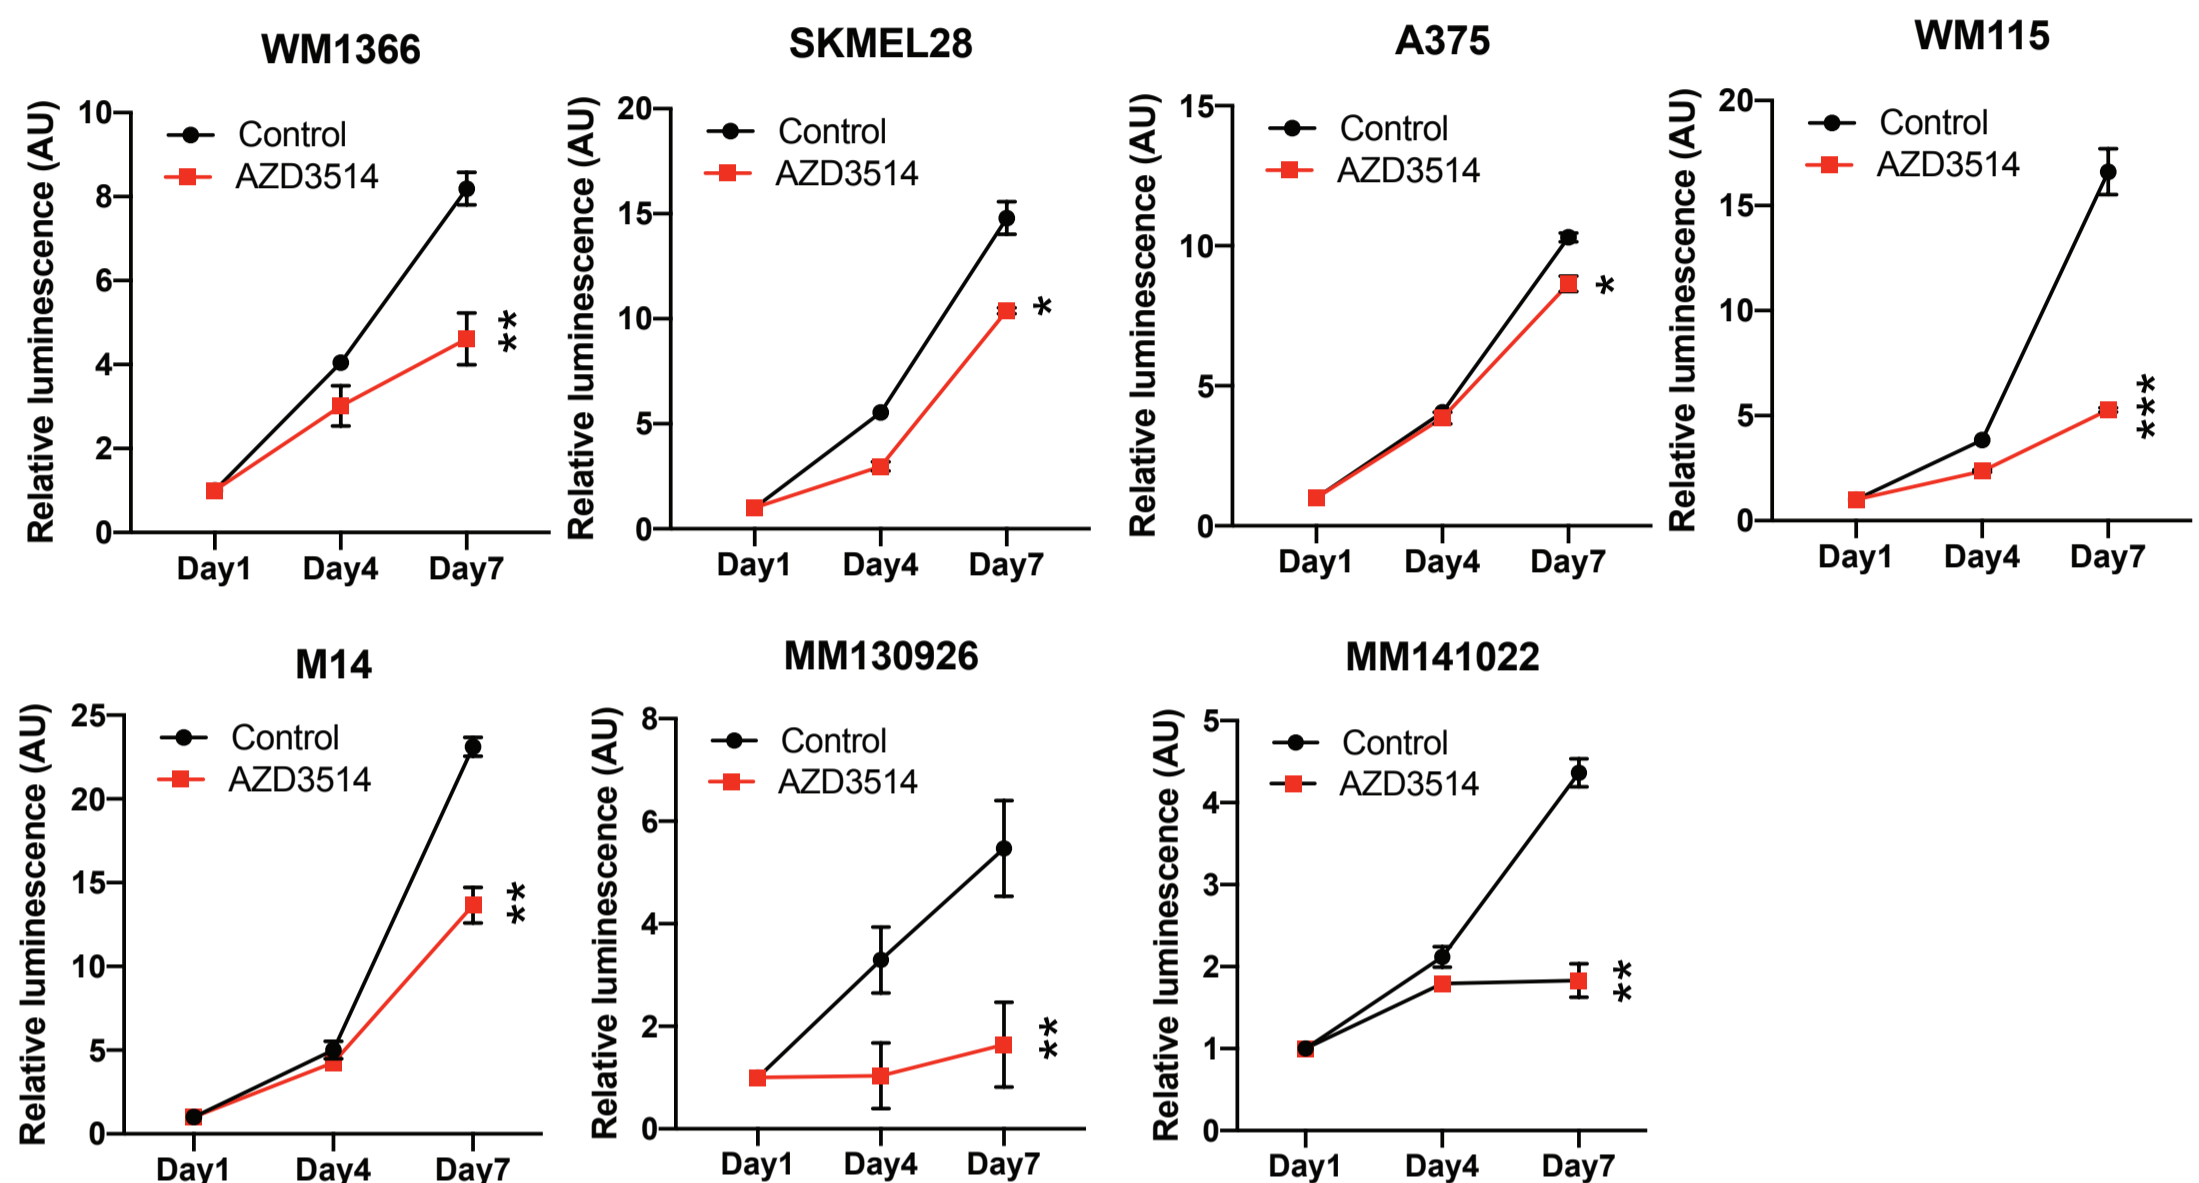 WM1366
Relative luminescence (AU)
10
8
6
4
2
0
Control
AZD3514
**
Day1 Day4 Day7
SKMEL28
Relative luminescence (AU)
20
15
10
5
0
Control
AZD3514
*
Day1 Day4 Day7
A375
Relative luminescence (AU)
15
10
5
0
Control
AZD3514
*
Day1 Day4 Day7
WM115
Relative luminescence (AU)
20
15
10
5
0
Control
AZD3514
***
Day1 Day4 Day7
M14
Relative luminescence (AU)
25
20
15
10
5
0
Control
AZD3514
**
Day1 Day4 Day7
MM130926
Relative luminescence (AU)
8
6
4
2
0
Control
AZD3514
**
Day1 Day4 Day7
MM141022
Relative luminescence (AU)
5
4
3
2
1
0
Control
AZD3514
**
Day1 Day4 Day7